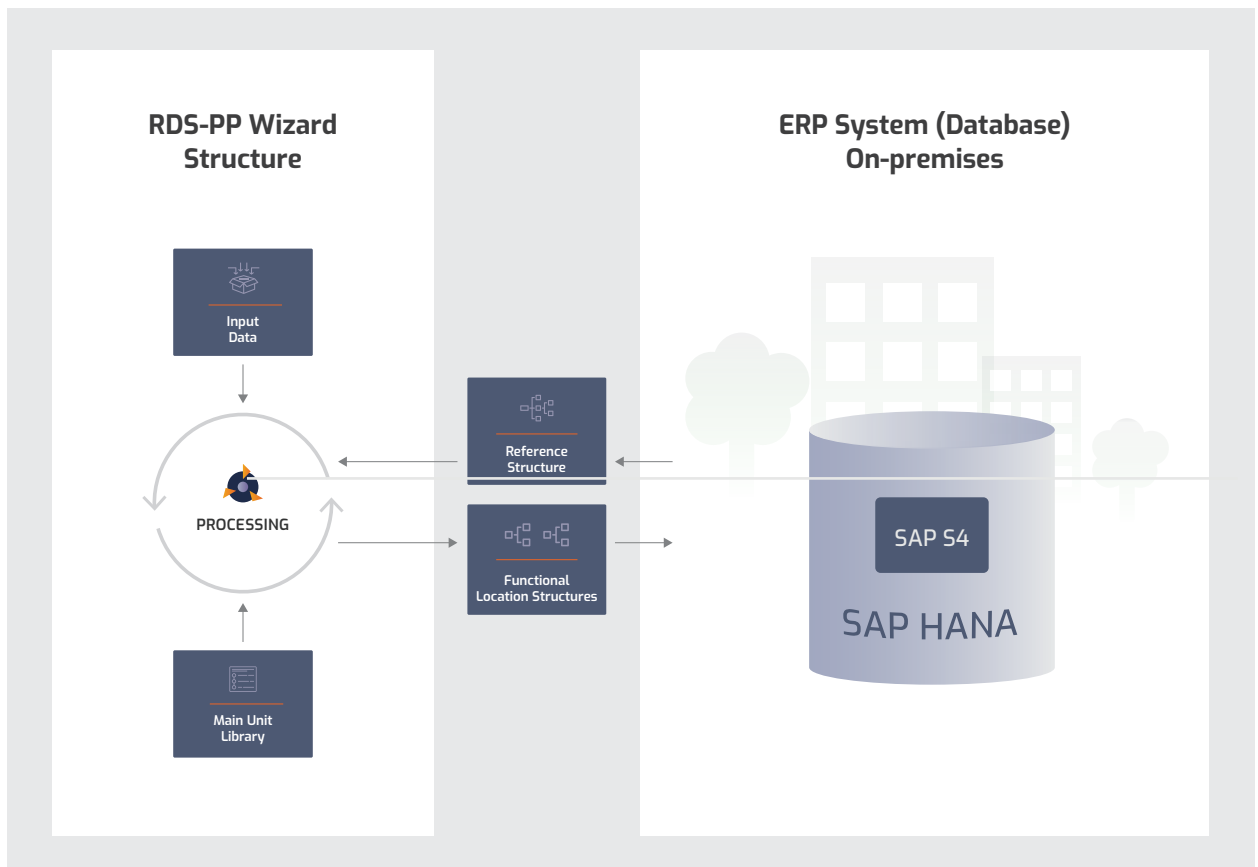 RDS-PP Wizard
Structure
ERP System (Database)
On-premises
Input
Data
Reference
Structure
PROCESSING
Functional
Location Structures
SAP S4
SAP HANA
Main Unit
Library